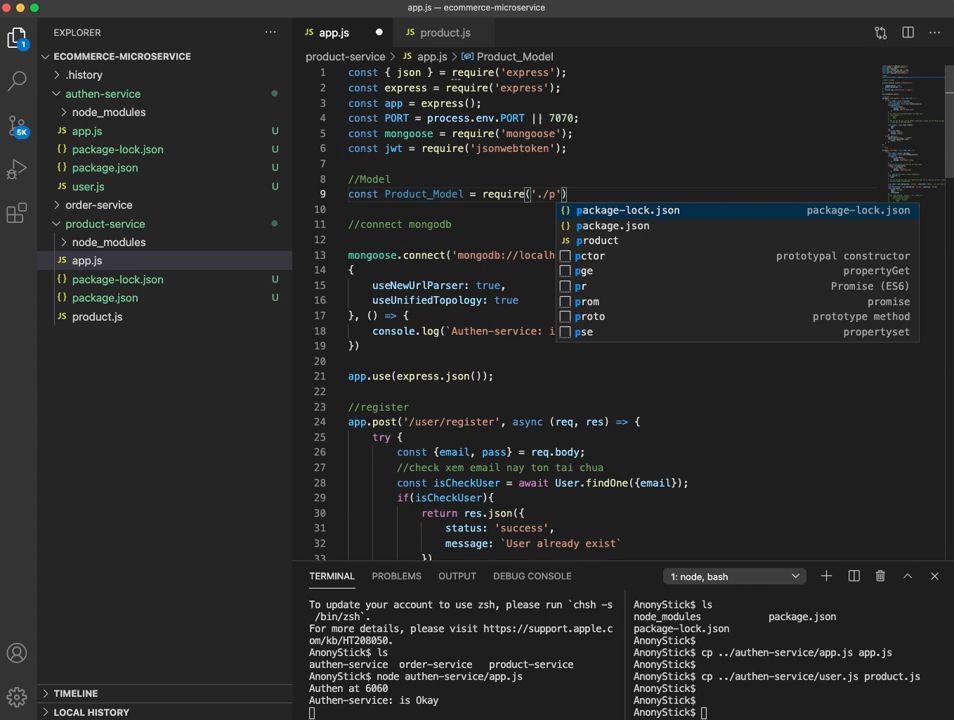 app.js — ecommerce-microservice
EXPLORER
ECOMMERCE-MICROSERVICE
.history
authen-service
node_modules
app.js U
package-lock.json U
package.json U
user.js U
order-service
product-service
node_modules
app.js
package-lock.json U
package.json U
product.js
TIMELINE
LOCAL HISTORY
1
5K
JS app.js
JS product.js
product-service > JS app.js > Product_Model
1 const { json } = require('express');
2 const express = require('express');
3 const app = express();
4 const PORT = process.env.PORT || 7070;
5 const mongoose = require('mongoose');
6 const jwt = require('jsonwebtoken');
7
8 //Model
9 const Product_Model = require('./p')
10
11 //connect mongodb
12
13 mongoose.connect('mongodb://localh
14 {
15 useNewUrlParser: true,
16 useUnifiedTopology: true
17 }, () => {
18 console.log(`Authen-service: i
19 })
20
21 app.use(express.json());
22
23 //register
24 app.post('/user/register', async (req, res) => {
25 try {
26 const {email, pass} = req.body;
27 //check xem email nay ton tai chua
28 const isCheckUser = await User.findOne({email});
29 if(isCheckUser){
30 return res.json({
31 status: 'success',
32 message: `User already exist`
33 })
package-lock.json package-lock.json
package.json
JS product
pctor prototypal constructor
pge propertyGet
pr Promise (ES6)
prom promise
proto prototype method
pse propertyset
TERMINAL PROBLEMS OUTPUT DEBUG CONSOLE
1: node, bash
To update your account to use zsh, please run `chsh -s
/bin/zsh`.
For more details, please visit https://support.apple.c
om/kb/HT208050.
AnonyStick$ ls
authen-service order-service product-service
AnonyStick$ node authen-service/app.js
Authen at 6060
Authen-service: is Okay
AnonyStick$ ls
node_modules package.json
package-lock.json
AnonyStick$
AnonyStick$ cp ../authen-service/app.js app.js
AnonyStick$
AnonyStick$ cp ../authen-service/user.js product.js
AnonyStick$
AnonyStick$
AnonyStick$